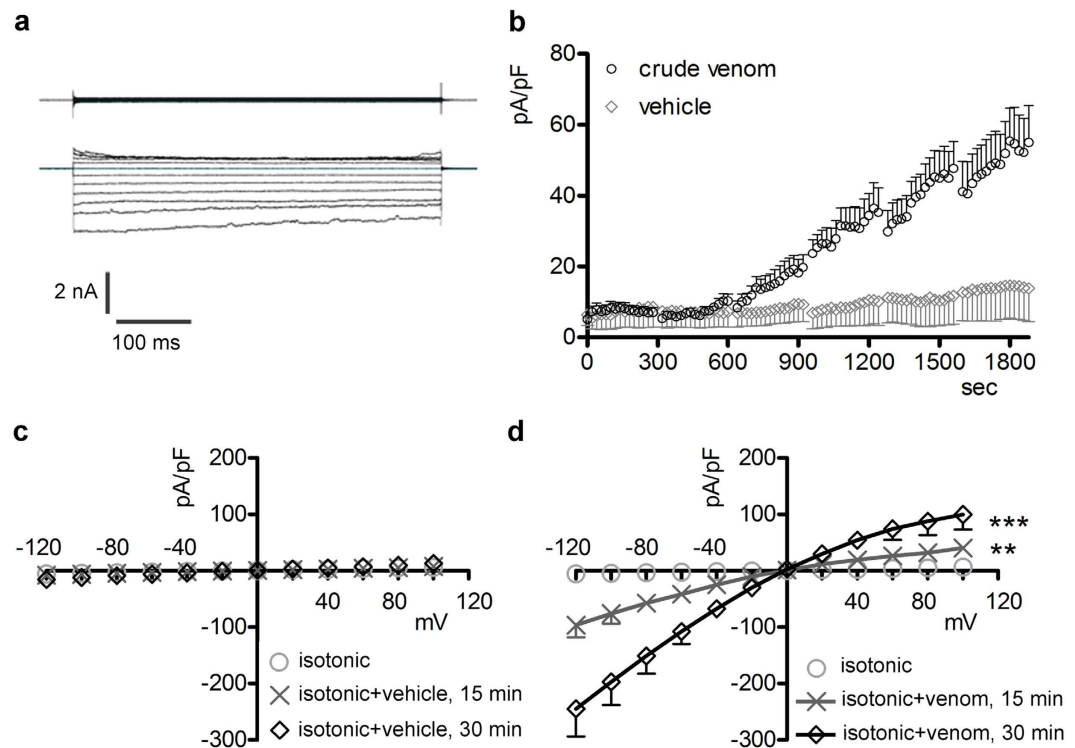 a
2 nA
100 ms
b
pA/pF
80
60
40
20
0
crude venom
vehicle
0 300 600 900 1200 1500 1800
sec
c
pA/pF
200
100
-120 -80 -40
40 80 120
mV
-100
-200
-300
isotonic
isotonic+vehicle, 15 min
isotonic+vehicle, 30 min
d
pA/pF
200
100
***
**
-120 -80 -40
40 80 120
mV
-100
-200
-300
isotonic
isotonic+venom, 15 min
isotonic+venom, 30 min